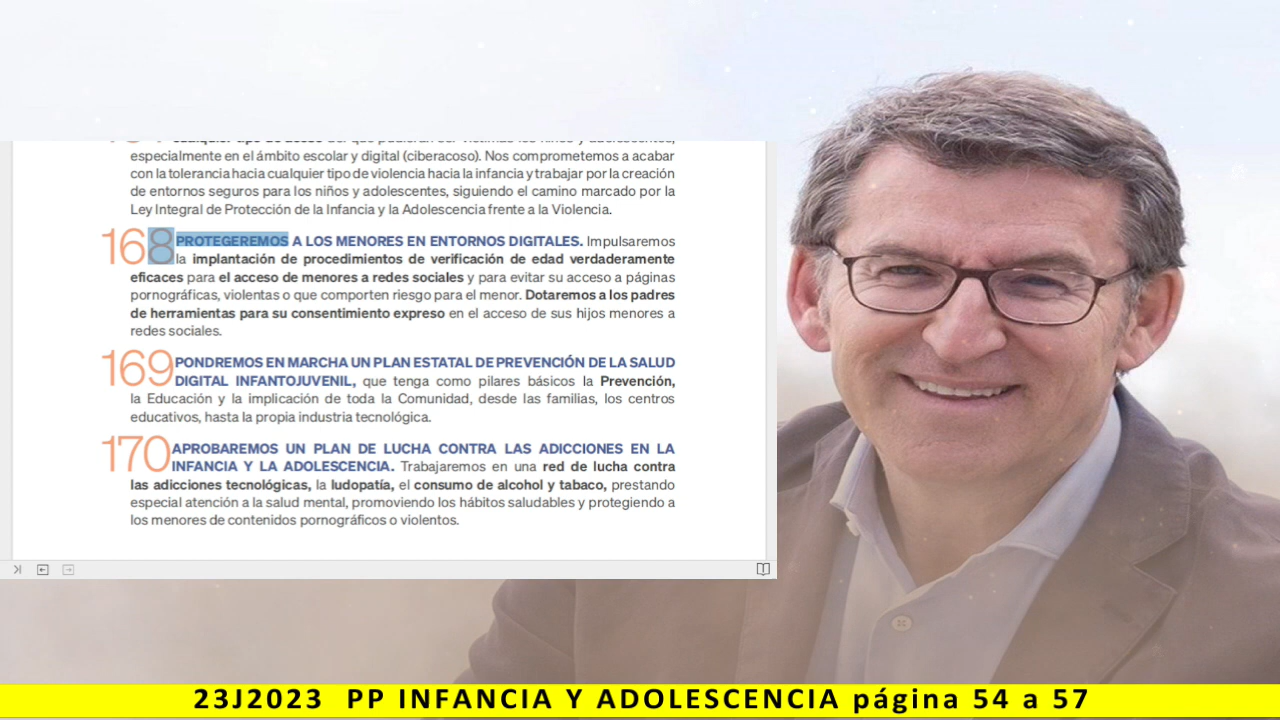 especialmente en el ámbito escolar y digital (ciberacoso). Nos comprometemos a acabar
con la tolerancia hacia cualquier tipo de violencia hacia la infancia y trabajar por la creación
de entornos seguros para los niños y adolescentes, siguiendo el camino marcado por la
Ley Integral de Protección de la Infancia y la Adolescencia frente a la Violencia.
168 PROTEGEREMOS A LOS MENORES EN ENTORNOS DIGITALES. Impulsaremos
la implantación de procedimientos de verificación de edad verdaderamente
eficaces para el acceso de menores a redes sociales y para evitar su acceso a páginas
pornográficas, violentas o que comporten riesgo para el menor. Dotaremos a los padres
de herramientas para su consentimiento expreso en el acceso de sus hijos menores a
redes sociales.
169 PONDREMOS EN MARCHA UN PLAN ESTATAL DE PREVENCIÓN DE LA SALUD
DIGITAL INFANTOJUVENIL, que tenga como pilares básicos la Prevención,
la Educación y la implicación de toda la Comunidad, desde las familias, los centros
educativos, hasta la propia industria tecnológica.
170 APROBAREMOS UN PLAN DE LUCHA CONTRA LAS ADICCIONES EN LA
INFANCIA Y LA ADOLESCENCIA. Trabajaremos en una red de lucha contra
las adicciones tecnológicas, la ludopatía, el consumo de alcohol y tabaco, prestando
especial atención a la salud mental, promoviendo los hábitos saludables y protegiendo a
los menores de contenidos pornográficos o violentos.
23J2023 PP INFANCIA Y ADOLESCENCIA página 54 a 57